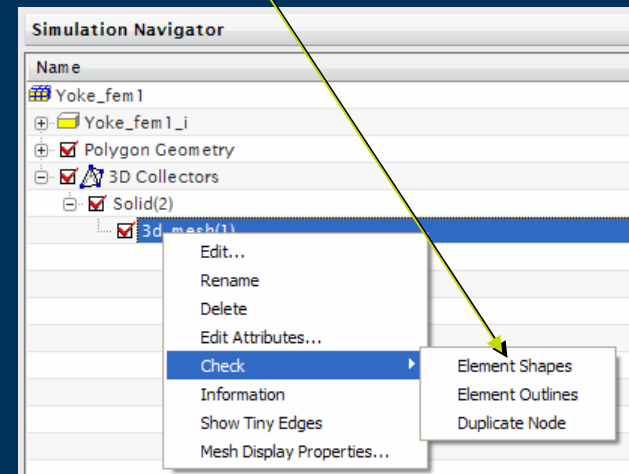 Simulation Navigator
Name
Yoke_fem1
Yoke_fem1_i
Polygon Geometry
3D Collectors
Solid(2)
3d_mesh(1)
Edit...
Rename
Delete
Edit Attributes...
Check
Information
Show Tiny Edges
Mesh Display Properties...
Element Shapes
Element Outlines
Duplicate Node